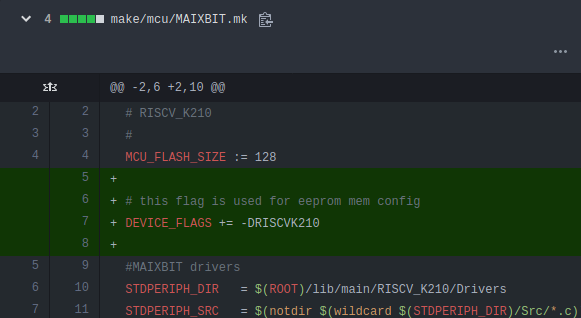 4 make/mcu/MAIXBIT.mk
@@ -2,6 +2,10 @@
2 2 # RISCV_K210
3 3 #
4 4 MCU_FLASH_SIZE := 128
5 +
6 + # this flag is used for eeprom mem config
7 + DEVICE_FLAGS += -DRISCVK210
8 +
5 9 #MAIXBIT drivers
6 10 STDPERIPH_DIR = $(ROOT)/lib/main/RISCV_K210/Drivers
7 11 STDPERIPH_SRC = $(notdir $(wildcard $(STDPERIPH_DIR)/Src/*.c)